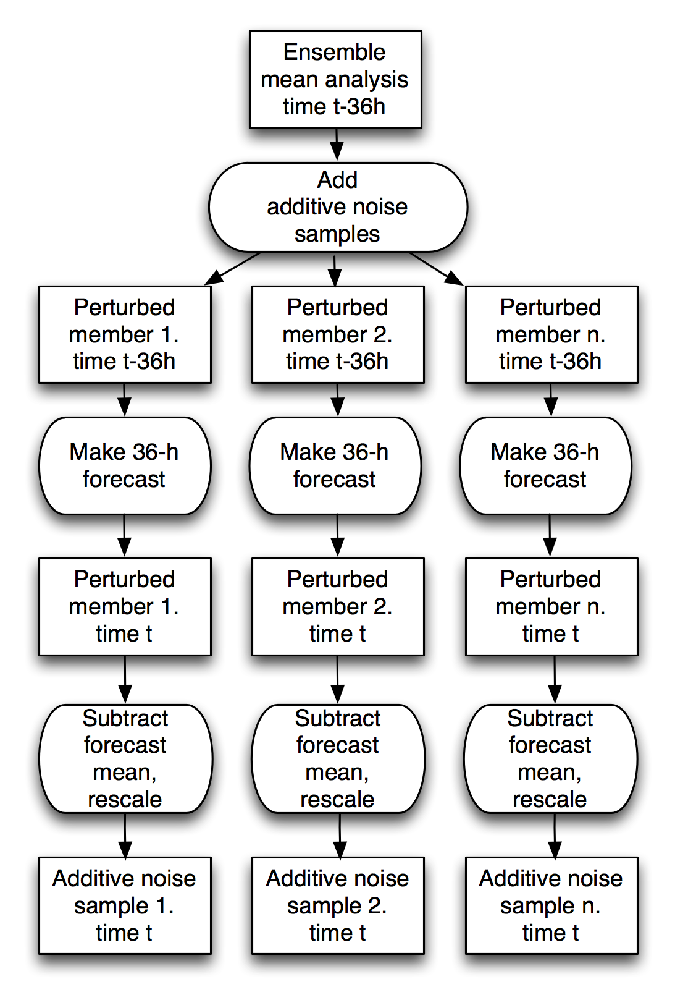 Ensemble
mean analysis
time t-36h
Add
additive noise
samples
Perturbed
member 1.
time t-36h
Perturbed
member 2.
time t-36h
Perturbed
member n.
time t-36h
Make 36-h
forecast
Make 36-h
forecast
Make 36-h
forecast
Perturbed
member 1.
time t
Perturbed
member 2.
time t
Perturbed
member n.
time t
Subtract
forecast
mean,
rescale
Subtract
forecast
mean,
rescale
Subtract
forecast
mean,
rescale
Additive noise
sample 1.
time t
Additive noise
sample 2.
time t
Additive noise
sample n.
time t